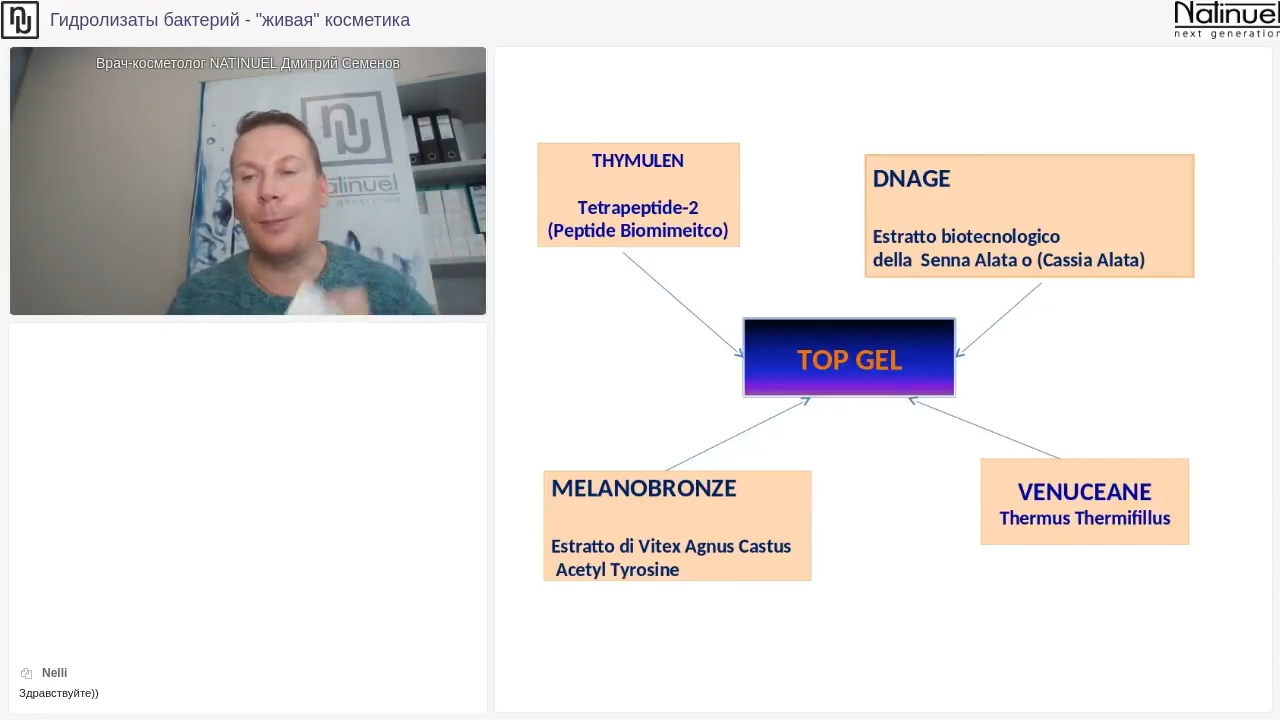 Гидролизаты бактерий - "живая" косметика
Natinuel
next generation
Врач-косметолог NATINUEL Дмитрий Семенов
atinuel
generation
THYMULEN
Tetrapeptide-2
(Peptide Biomimeitco)
DNAGE
Estratto biotecnologico
della Senna Alata o (Cassia Alata)
TOP GEL
MELANOBRONZE
Estratto di Vitex Agnus Castus
Acetyl Tyrosine
VENUCEANE
Thermus Thermifillus
Nelli
Здравствуйте))